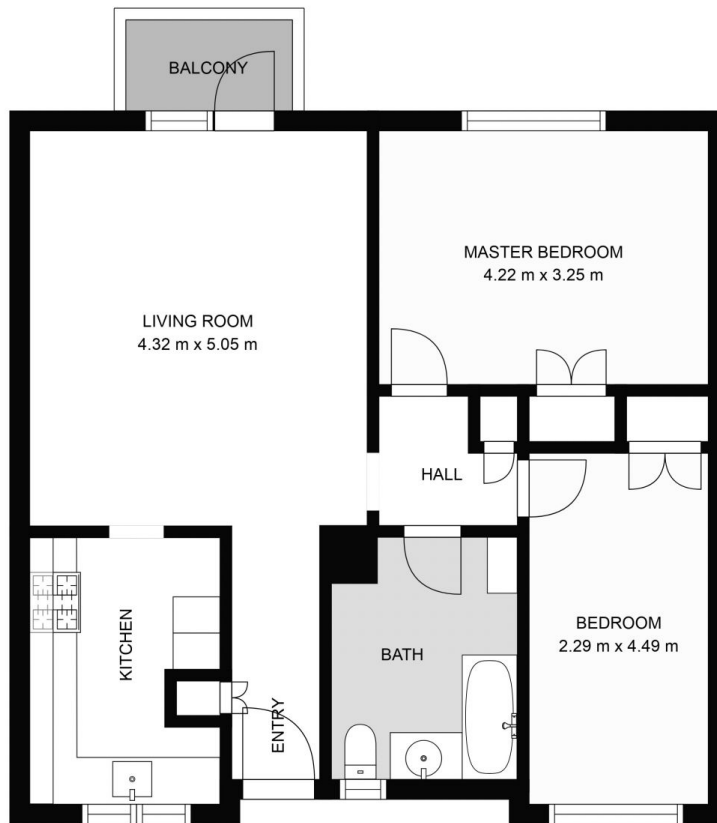 BALCONY
MASTER BEDROOM
4.22 m x 3.25 m
LIVING ROOM
4.32 m x 5.05 m
HALL
KITCHEN
BATH
BEDROOM
2.29 m x 4.49 m
ENTRY